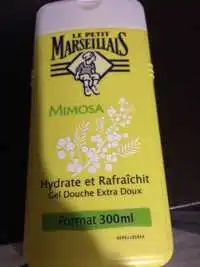 LE PETIT
MARSEILLAIS
MIMOSA
Hydrate et Rafraîchit
Gel Douche Extra Doux
Format 300ml